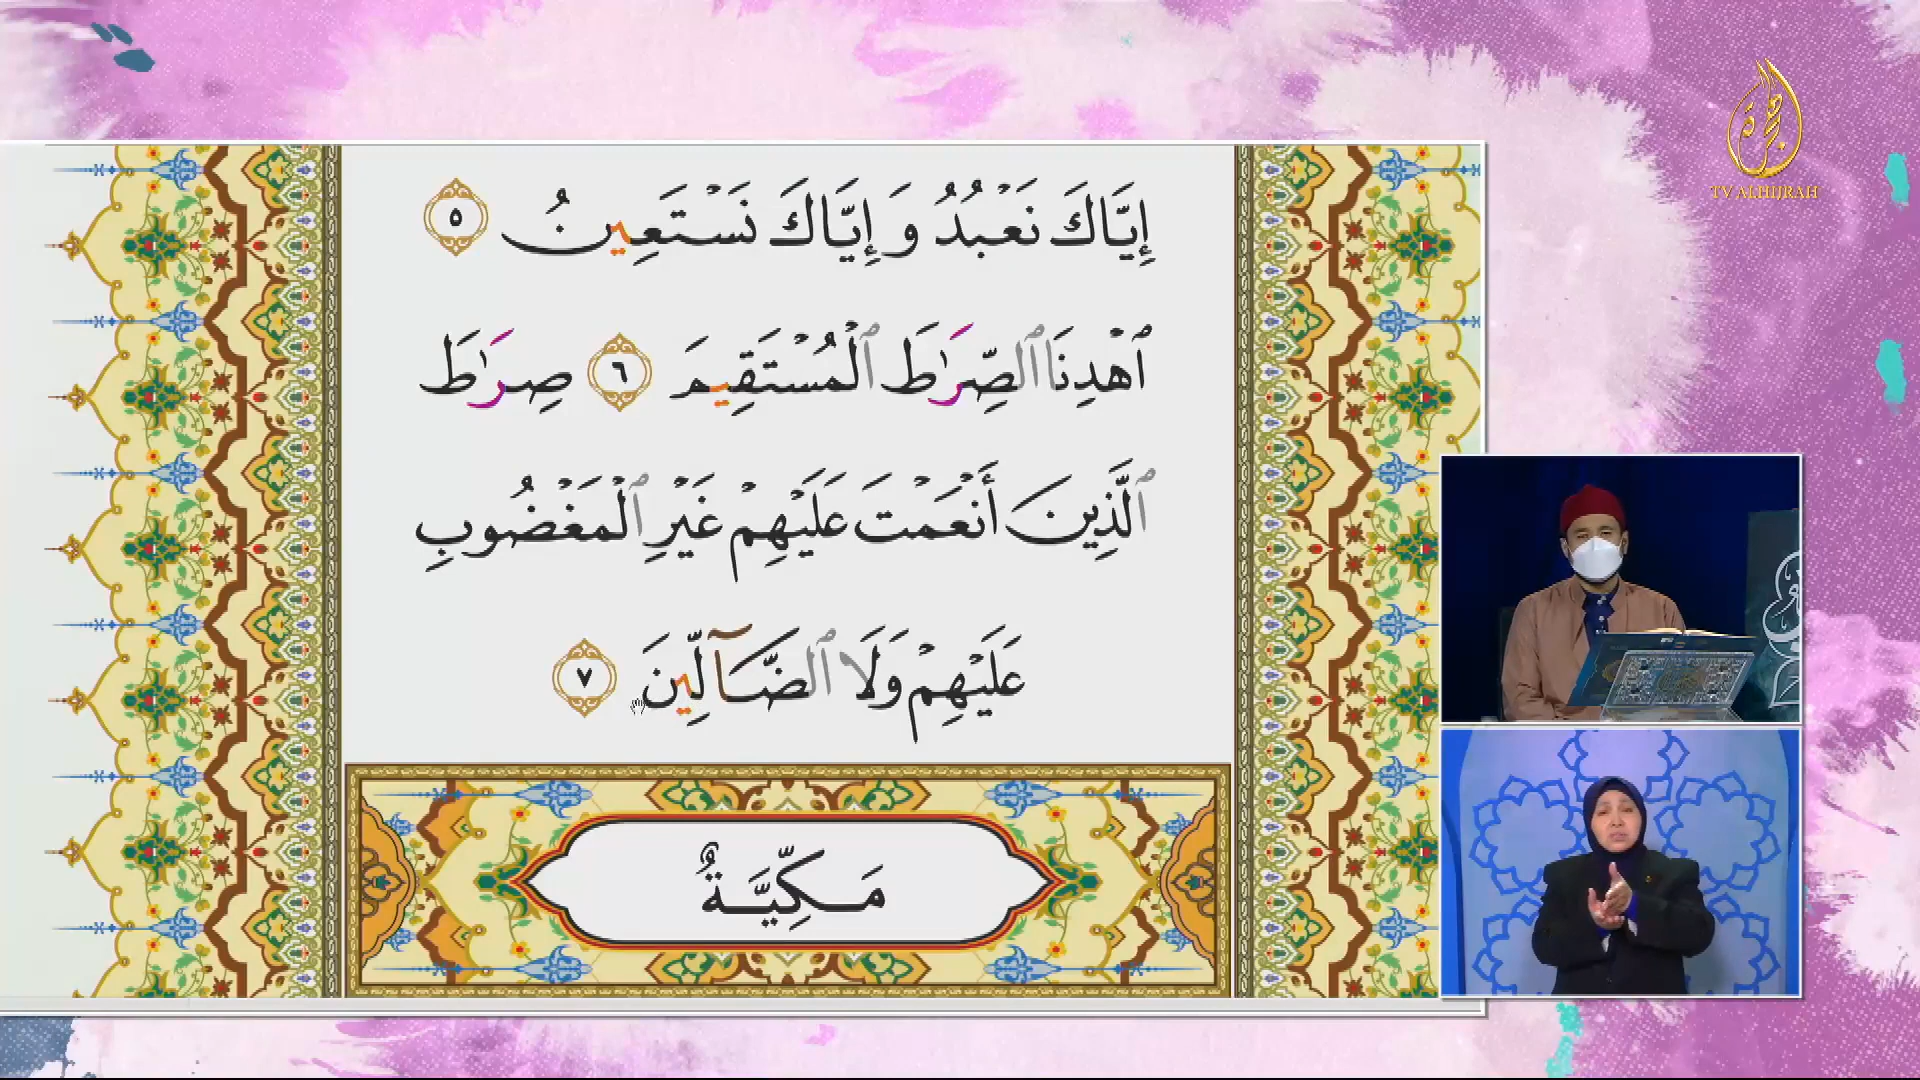 إِيَّاكَ نَعْبُدُ وَإِيَّاكَ نَسْتَعِينُ ٥
ٱهْدِنَا ٱلصِّرَٰطَ ٱلْمُسْتَقِيمَ ٦ صِرَٰطَ
ٱلَّذِينَ أَنْعَمْتَ عَلَيْهِمْ غَيْرِ ٱلْمَغْضُوبِ
عَلَيْهِمْ وَلَا ٱلضَّآلِّينَ ٧
مَكِّيَّةٌ
هجرة
TV ALHIJRAH